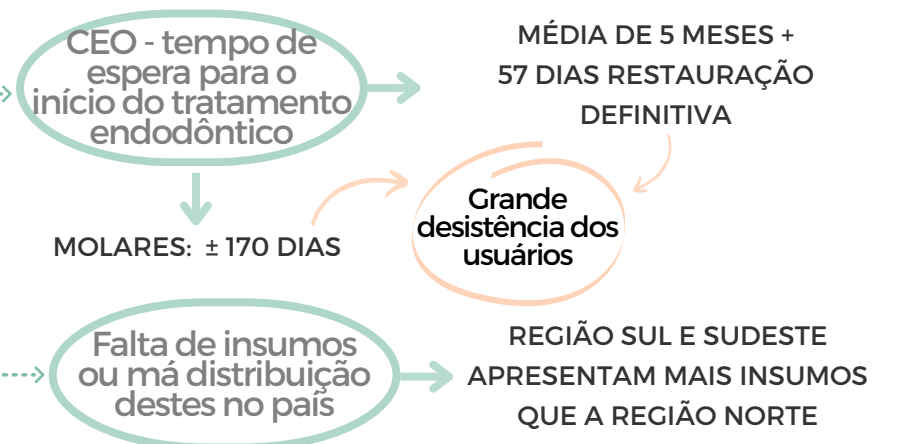 CEO - tempo de
espera para o
início do tratamento
endodôntico
MÉDIA DE 5 MESES +
57 DIAS RESTAURAÇÃO
DEFINITIVA
MOLARES: ± 170 DIAS
Grande
desistência dos
usuários
Falta de insumos
ou má distribuição
destes no país
REGIÃO SUL E SUDESTE
APRESENTAM MAIS INSUMOS
QUE A REGIÃO NORTE